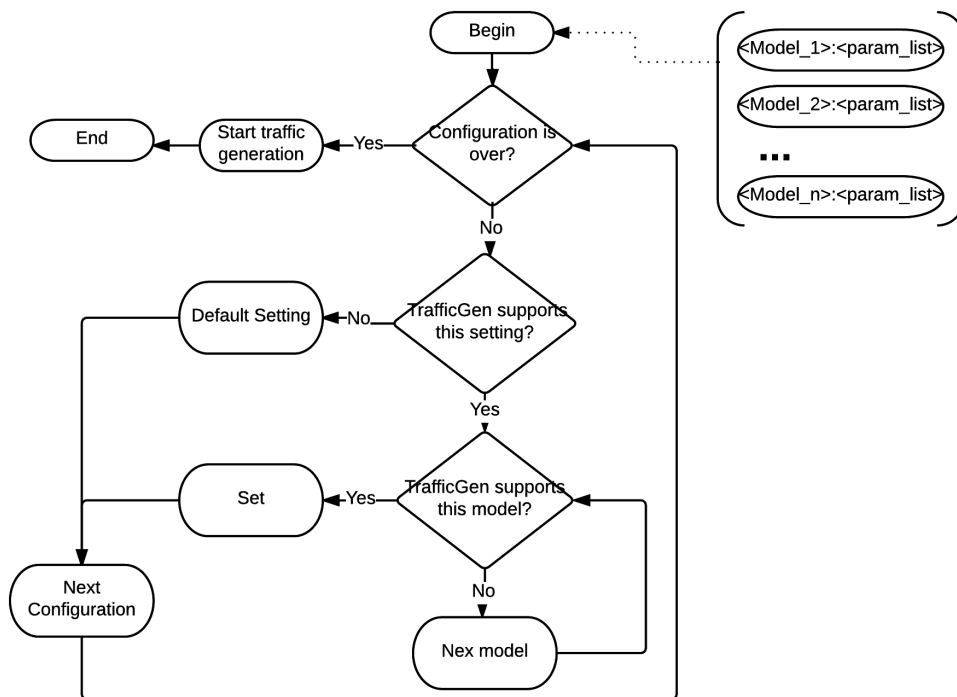 Begin
<Model_1>:<param_list>
<Model_2>:<param_list>
...
<Model_n>:<param_list>
Configuration is
over?
Yes
Start traffic
generation
End
No
TrafficGen supports
this setting?
No
Default Setting
Yes
TrafficGen supports
this model?
Yes
Set
No
Next
Configuration
Nex model